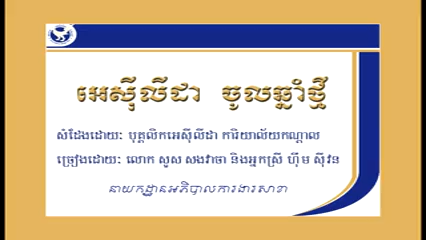 អេស៊ីលីដា ចូលឆ្នាំថ្មី
សំដែងដោយ: បុគ្គលិកអេស៊ីលីដា ការិយាល័យកណ្តាល
ច្រៀងដោយ: លោក សួស សងវាចា និងអ្នកស្រី ហ៊ឹម ស៊ីវន
នាយកដ្ឋានអភិបាលការងារសាខា